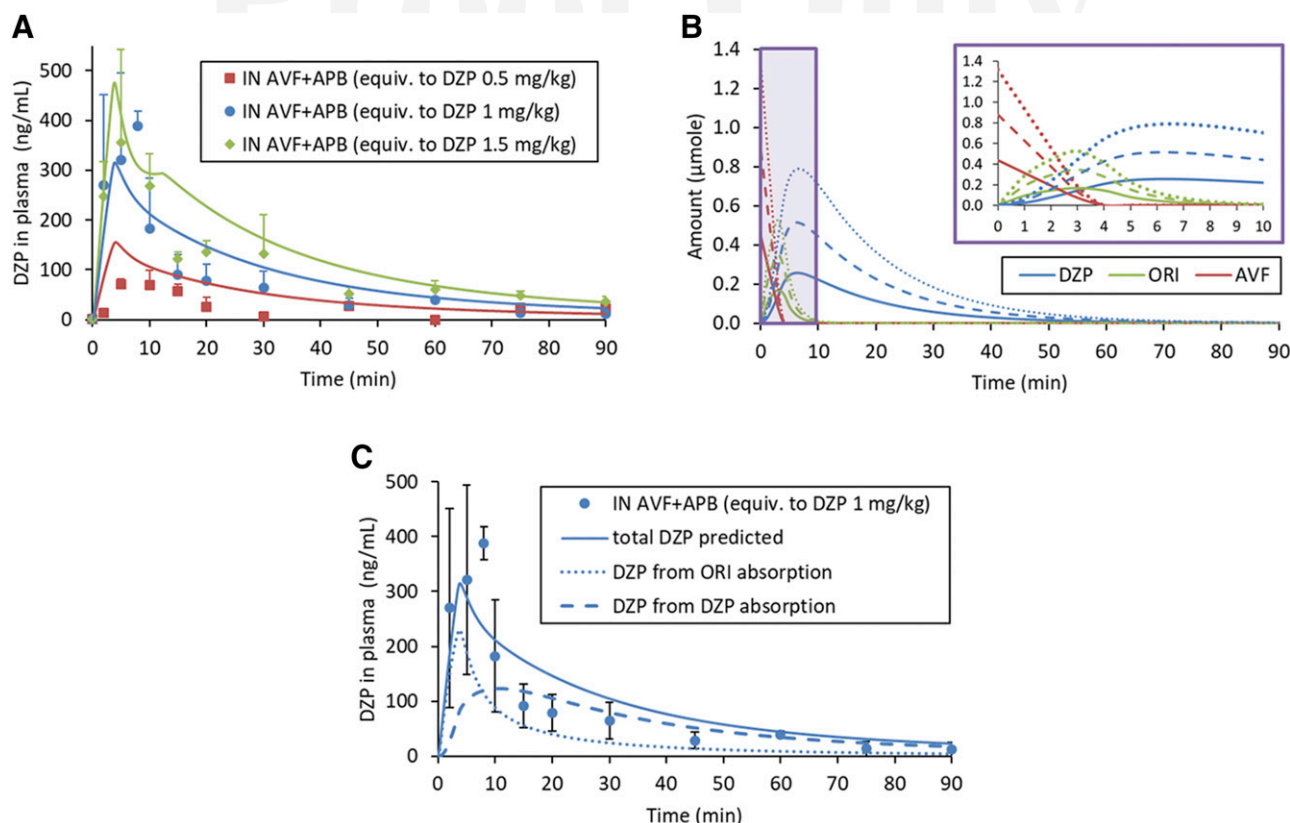 A
DZP in plasma (ng/mL)
500
400
300
200
100
0
IN AVF+APB (equiv. to DZP 0.5 mg/kg)
IN AVF+APB (equiv. to DZP 1 mg/kg)
IN AVF+APB (equiv. to DZP 1.5 mg/kg)
0 10 20 30 40 50 60 70 80 90
Time (min)
B
Amount (µmole)
1.4
1.2
1.0
0.8
0.6
0.4
0.2
0.0
1.4
1.2
1.0
0.8
0.6
0.4
0.2
0.0
0 1 2 3 4 5 6 7 8 9 10
DZP ORI AVF
0 10 20 30 40 50 60 70 80 90
Time (min)
C
DZP in plasma (ng/mL)
500
400
300
200
100
0
IN AVF+APB (equiv. to DZP 1 mg/kg)
total DZP predicted
DZP from ORI absorption
DZP from DZP absorption
0 10 20 30 40 50 60 70 80 90
Time (min)